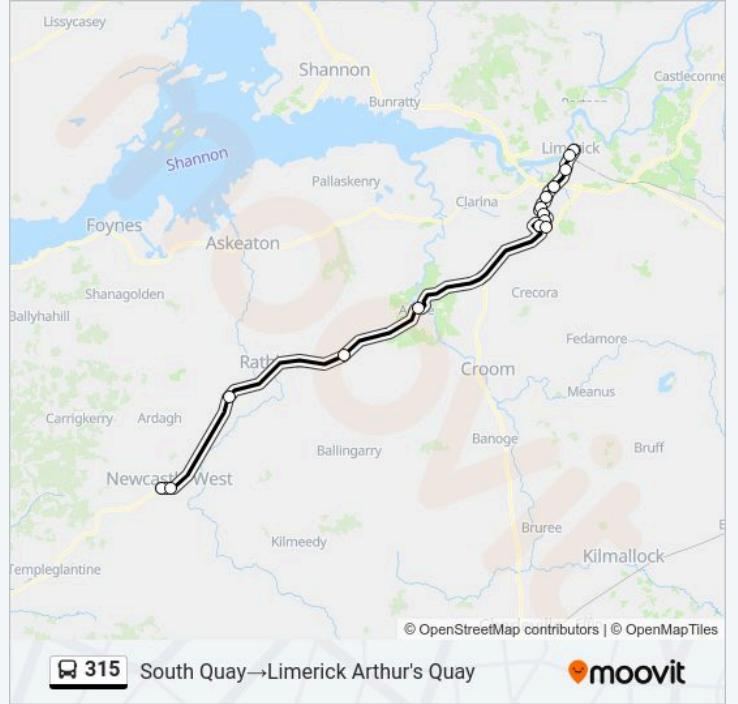 Lissycasey
Shannon
Castleconne
Bunratty
Limerick
Shannon
Pallaskenry
Clarina
Foynes
Askeaton
Shanagolden
Crecora
Ballyhahill
Fedamore
Rath
Croom
Meanus
Carrigkerry
Ardagh
Banoge
Ballingarry
Bruff
Newcastle West
Bruree
Kilmeedy
Kilmallock
Templeglantine
© OpenStreetMap contributors | © OpenMapTiles
315 South Quay→Limerick Arthur's Quay
moovit